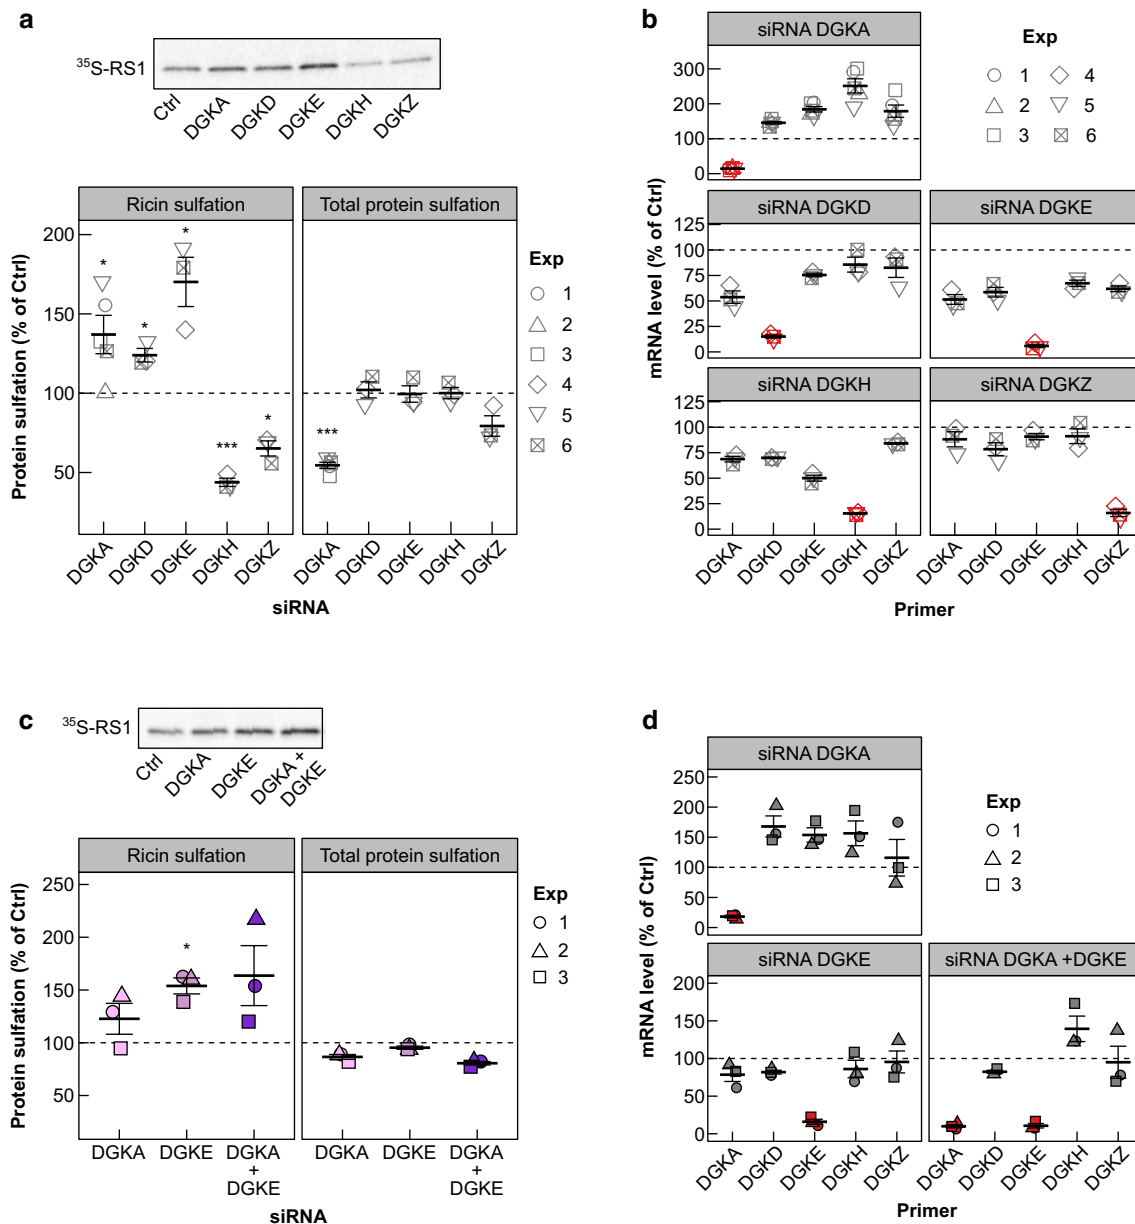 a
35S-RS1
Ctrl DGKA DGKD DGKE DGKH DGKZ
Ricin sulfation Total protein sulfation
Protein sulfation (% of Ctrl)
200
150
100
50
* * * *** *
***
DGKA DGKD DGKE DGKH DGKZ DGKA DGKD DGKE DGKH DGKZ
siRNA
Exp
1
2
3
4
5
6
b
siRNA DGKA
Exp
1 4
2 5
3 6
300
200
100
0
mRNA level (% of Ctrl)
siRNA DGKD siRNA DGKE
125
100
75
50
25
0
siRNA DGKH siRNA DGKZ
125
100
75
50
25
0
DGKA DGKD DGKE DGKH DGKZ DGKA DGKD DGKE DGKH DGKZ
Primer
c
35S-RS1
Ctrl DGKA DGKE DGKA + DGKE
Ricin sulfation Total protein sulfation
Protein sulfation (% of Ctrl)
250
200
150
100
50
*
DGKA DGKE DGKA + DGKE DGKA DGKE DGKA + DGKE
siRNA
Exp
1
2
3
d
siRNA DGKA
Exp
1
2
3
250
200
150
100
50
0
mRNA level (% of Ctrl)
siRNA DGKE siRNA DGKA +DGKE
200
150
100
50
0
DGKA DGKD DGKE DGKH DGKZ DGKA DGKD DGKE DGKH DGKZ
Primer